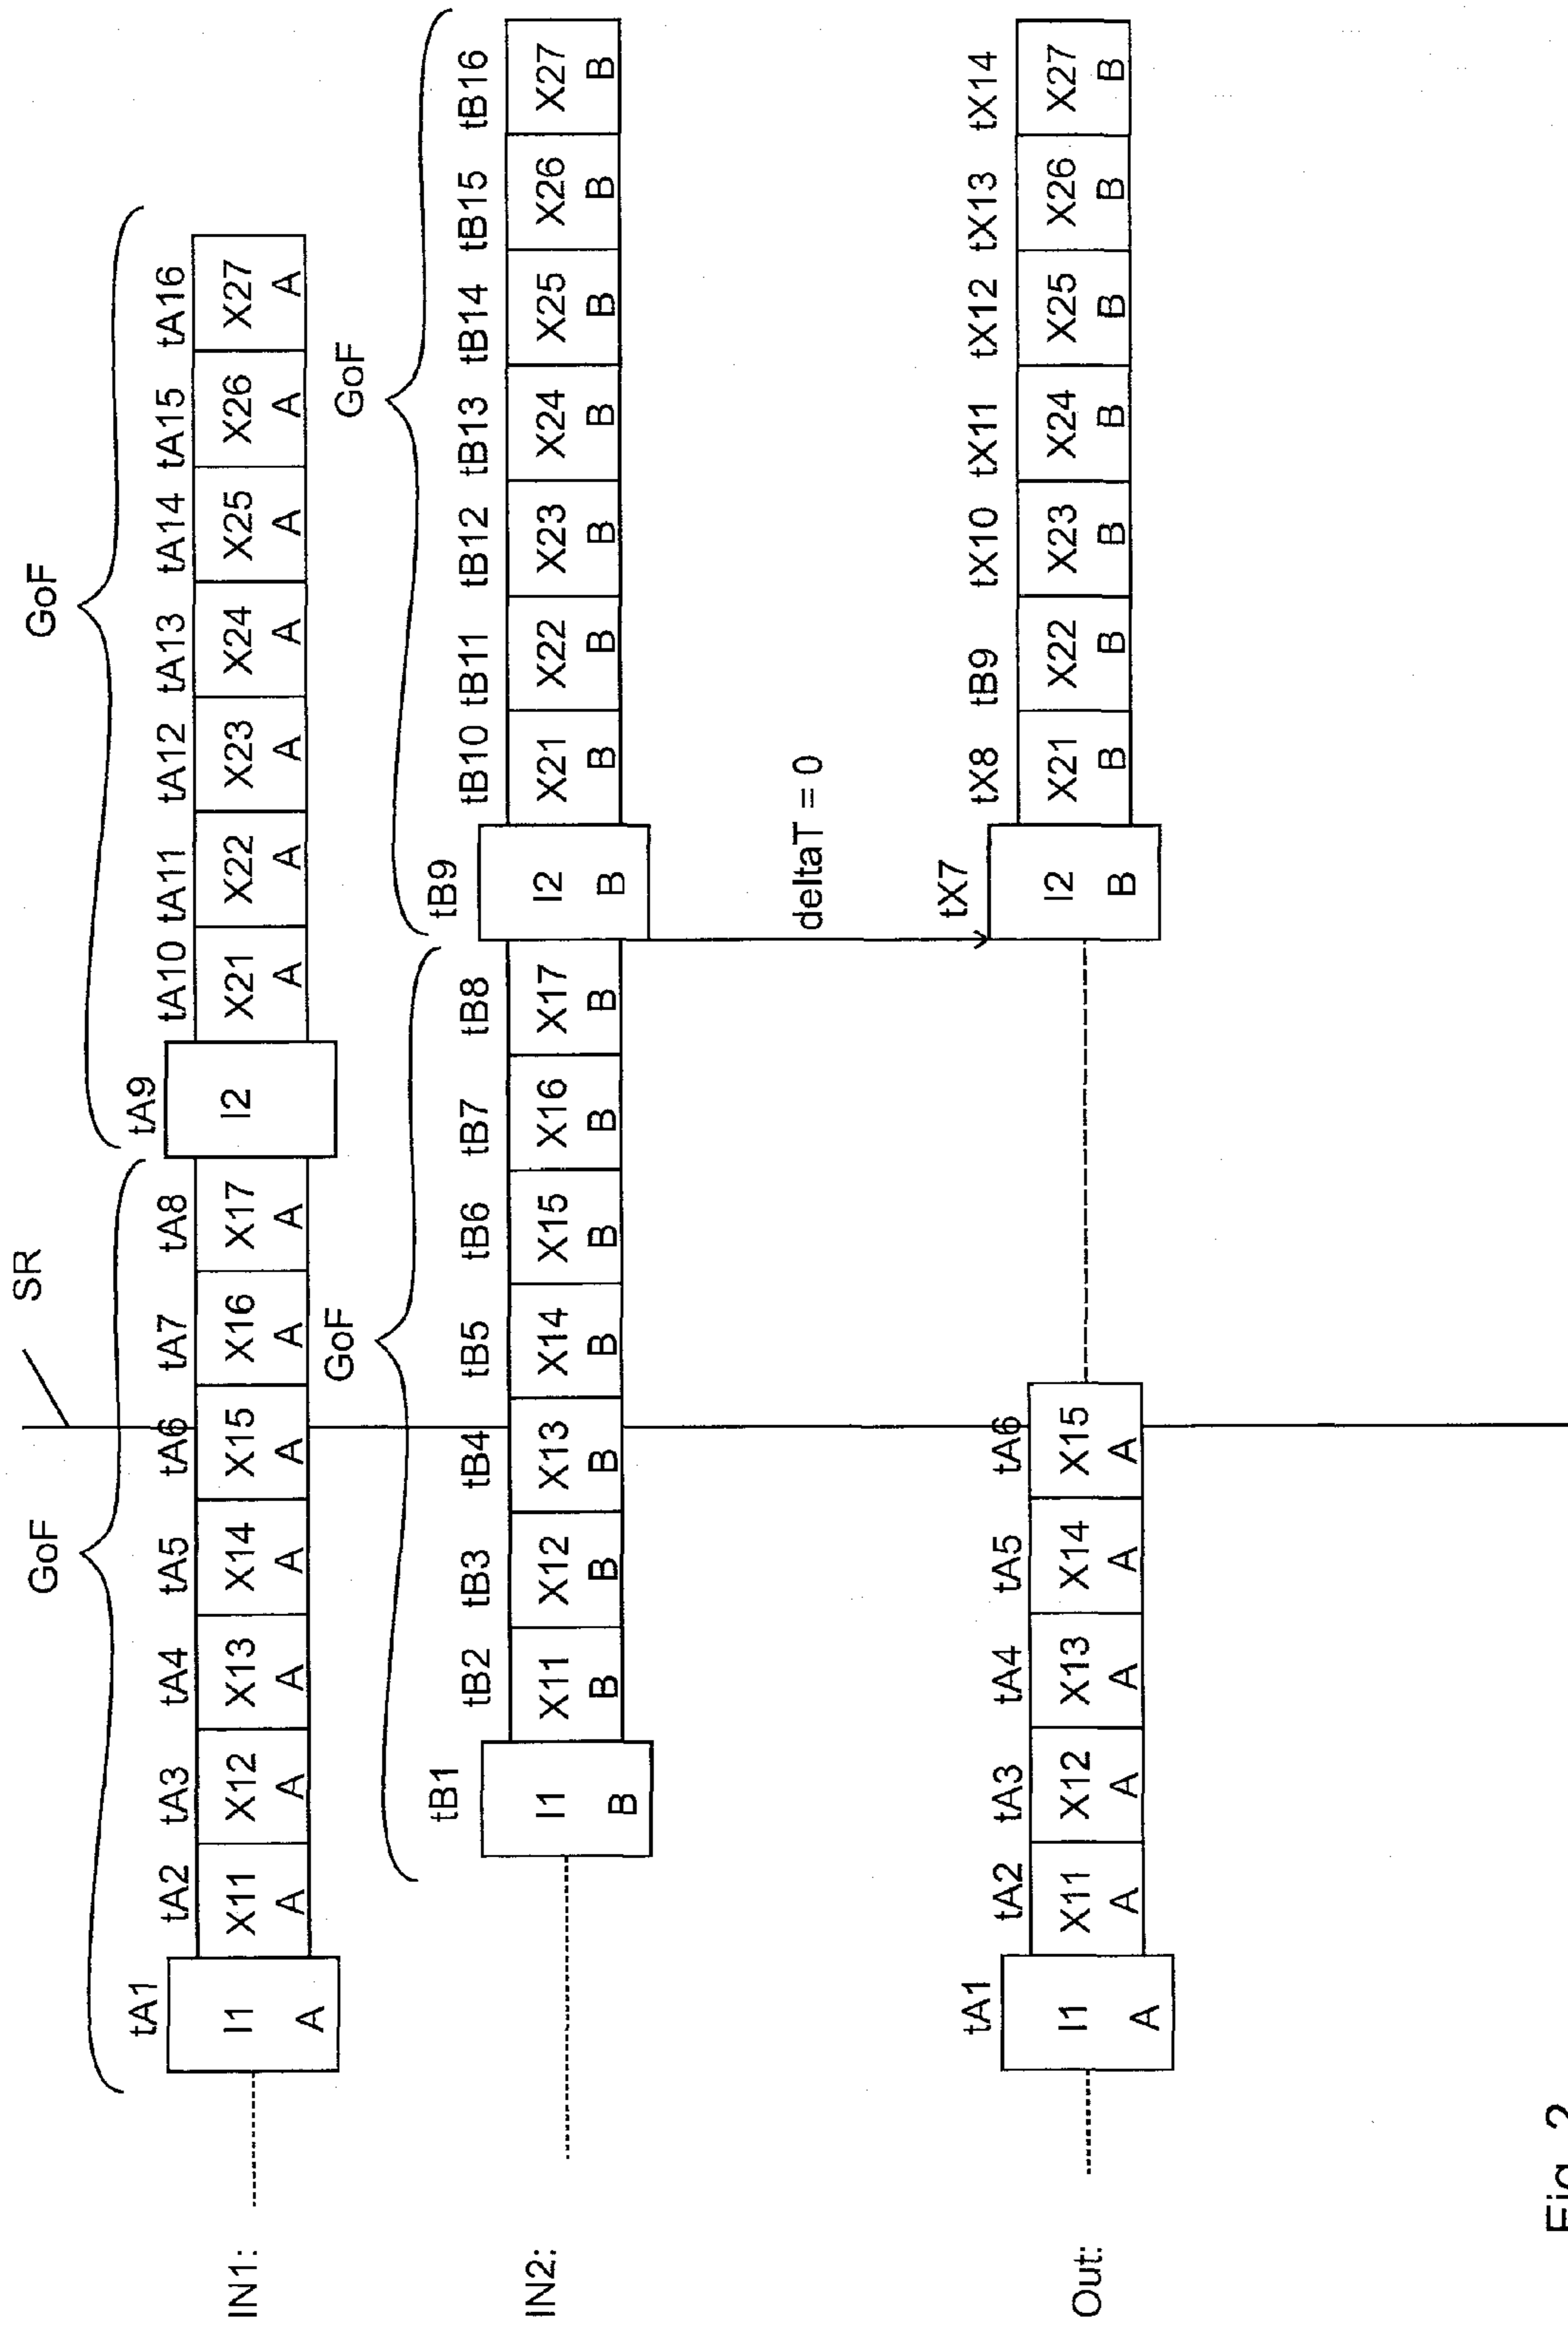 SR
GoF
GoF
tA1
tA2
tA3
tA4
tA5
tA6
tA7
tA8
tA9
tA10
tA11
tA12
tA13
tA14
tA15
tA16
IN1:
I1
A
X11
A
X12
A
X13
A
X14
A
X15
A
X16
A
X17
A
I2
X21
A
X22
A
X23
A
X24
A
X25
A
X26
A
X27
A
GoF
GoF
tB1
tB2
tB3
tB4
tB5
tB6
tB7
tB8
tB9
tB10
tB11
tB12
tB13
tB14
tB15
tB16
IN2:
I1
B
X11
B
X12
B
X13
B
X14
B
X15
B
X16
B
X17
B
I2
B
X21
B
X22
B
X23
B
X24
B
X25
B
X26
B
X27
B
deltaT = 0
tA1
tA2
tA3
tA4
tA5
tA6
tX7
tX8
tB9
tX10
tX11
tX12
tX13
tX14
Out:
I1
A
X11
A
X12
A
X13
A
X14
A
X15
A
I2
B
X21
B
X22
B
X23
B
X24
B
X25
B
X26
B
X27
B
Fig. 2